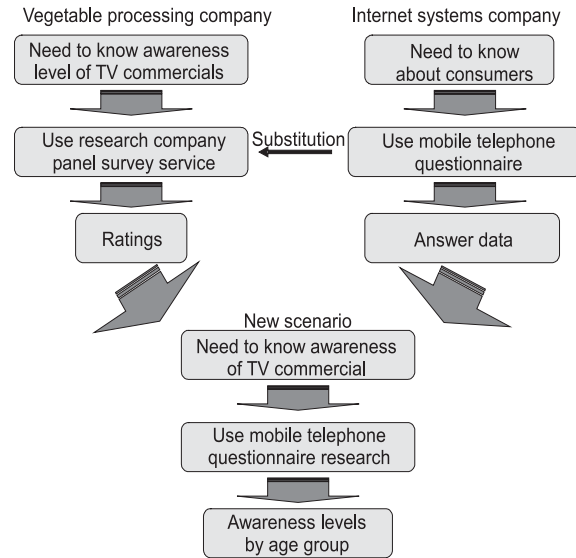 Vegetable processing company
Need to know awareness
level of TV commercials
Use research company
panel survey service
Ratings
Substitution
Internet systems company
Need to know
about consumers
Use mobile telephone
questionnaire
Answer data
New scenario
Need to know awareness
of TV commercial
Use mobile telephone
questionnaire research
Awareness levels
by age group